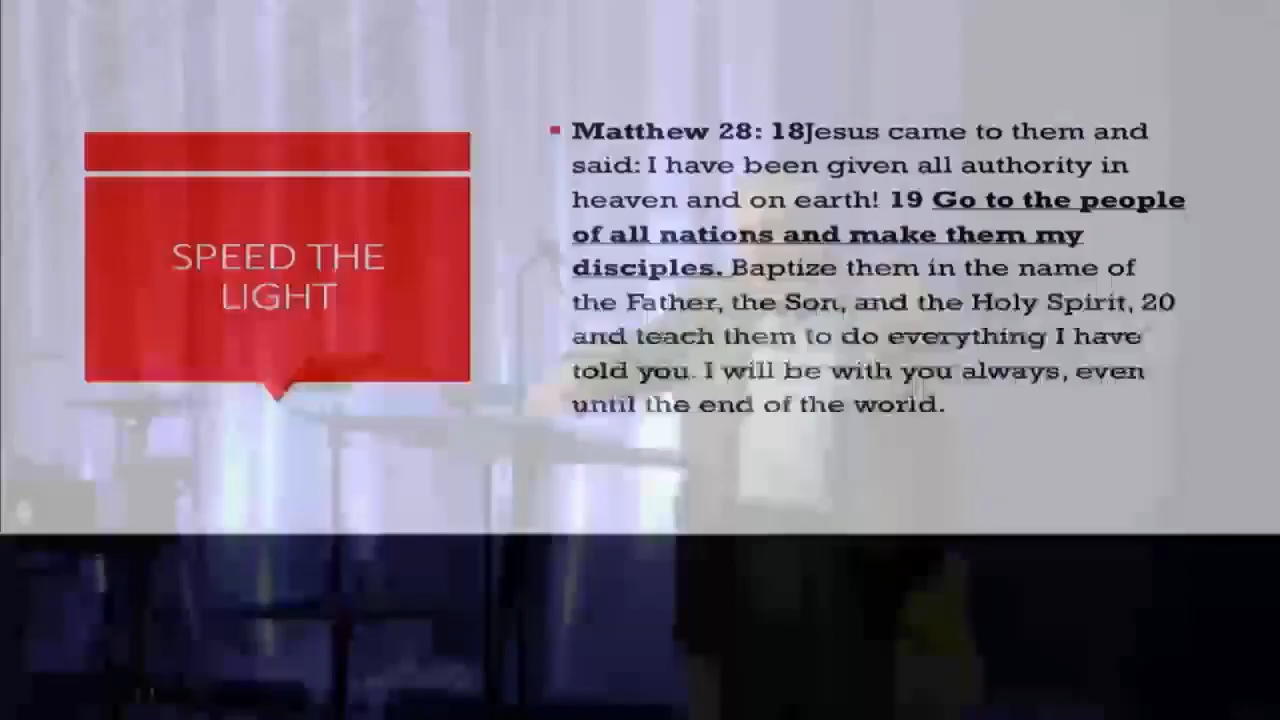 SPEED THE
LIGHT
Matthew 28: 18Jesus came to them and
said: I have been given all authority in
heaven and on earth! 19 Go to the people
of all nations and make them my
disciples. Baptize them in the name of
the Father, the Son, and the Holy Spirit, 20
and teach them to do everything I have
told you. I will be with you always, even
until the end of the world.